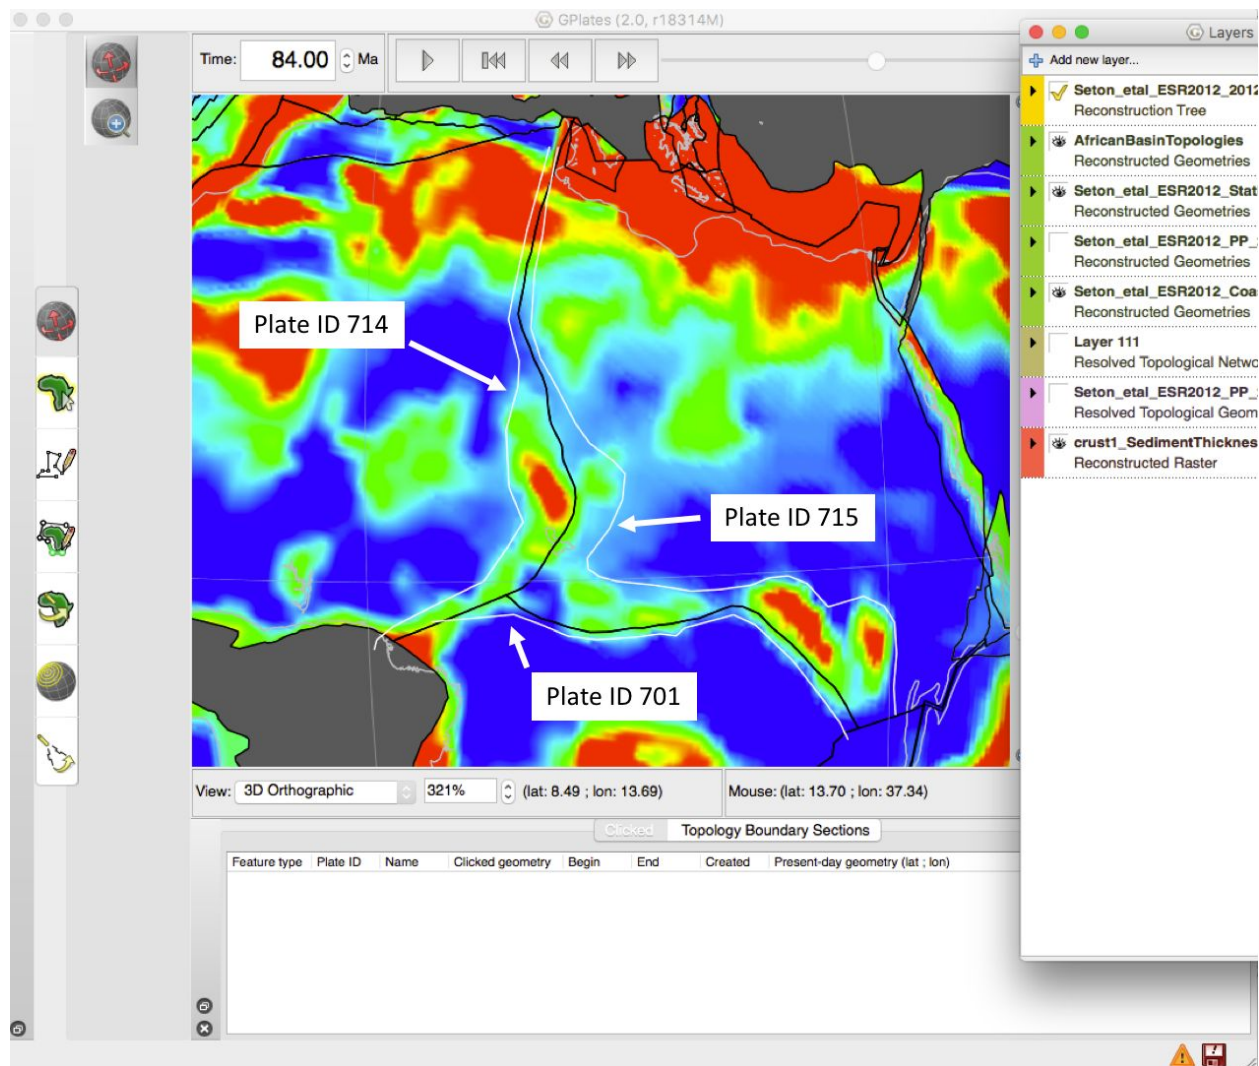 GPlates (2.0, r18314M)
Time: 84.00 Ma
Layers
Add new layer...
Seton_etal_ESR2012_2012
Reconstruction Tree
AfricanBasinTopologies
Reconstructed Geometries
Seton_etal_ESR2012_Stat
Reconstructed Geometries
Seton_etal_ESR2012_PP_
Reconstructed Geometries
Seton_etal_ESR2012_Coa
Reconstructed Geometries
Layer 111
Resolved Topological Netwo
Seton_etal_ESR2012_PP_
Resolved Topological Geom
crust1_SedimentThicknes
Reconstructed Raster
Plate ID 714
Plate ID 715
Plate ID 701
View: 3D Orthographic 321% (lat: 8.49 ; lon: 13.69) Mouse: (lat: 13.70 ; lon: 37.34)
Clicked Topology Boundary Sections
Feature type Plate ID Name Clicked geometry Begin End Created Present-day geometry (lat ; lon)